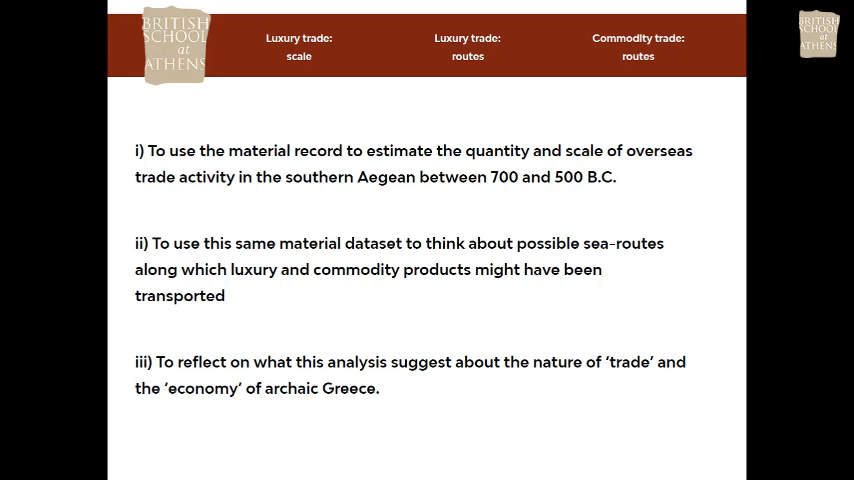 BRITISH
SCHOOL
at
ATHENS
Luxury trade:
scale
Luxury trade:
routes
Commodity trade:
routes
BRITISH
SCHOOL
at
ATHENS
i) To use the material record to estimate the quantity and scale of overseas
trade activity in the southern Aegean between 700 and 500 B.C.
ii) To use this same material dataset to think about possible sea-routes
along which luxury and commodity products might have been
transported
iii) To reflect on what this analysis suggest about the nature of ‘trade’ and
the ‘economy’ of archaic Greece.